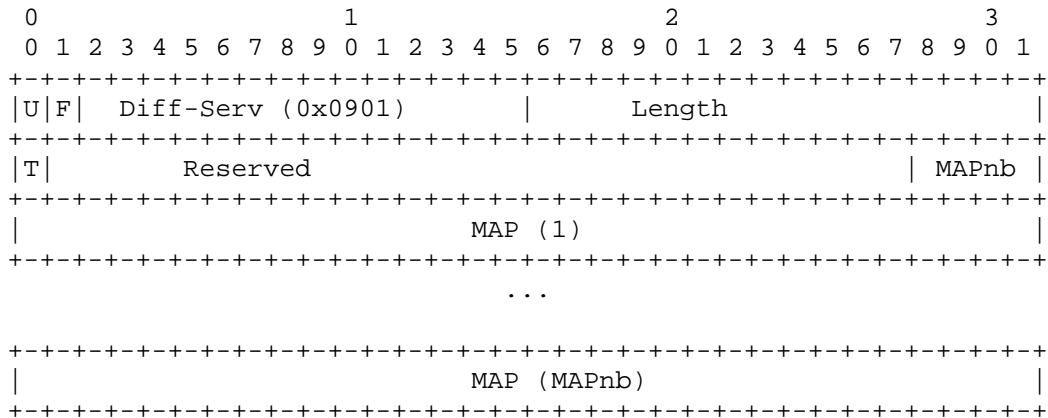 0                   1                   2                   3
 0 1 2 3 4 5 6 7 8 9 0 1 2 3 4 5 6 7 8 9 0 1 2 3 4 5 6 7 8 9 0 1
+-+-+-+-+-+-+-+-+-+-+-+-+-+-+-+-+-+-+-+-+-+-+-+-+-+-+-+-+-+-+-+-+
|U|F|  Diff-Serv (0x0901)       |      Length                   |
+-+-+-+-+-+-+-+-+-+-+-+-+-+-+-+-+-+-+-+-+-+-+-+-+-+-+-+-+-+-+-+-+
|T|        Reserved                                     | MAPnb |
+-+-+-+-+-+-+-+-+-+-+-+-+-+-+-+-+-+-+-+-+-+-+-+-+-+-+-+-+-+-+-+-+
|                            MAP (1)                            |
+-+-+-+-+-+-+-+-+-+-+-+-+-+-+-+-+-+-+-+-+-+-+-+-+-+-+-+-+-+-+-+-+
                               ...
+-+-+-+-+-+-+-+-+-+-+-+-+-+-+-+-+-+-+-+-+-+-+-+-+-+-+-+-+-+-+-+-+
|                            MAP (MAPnb)                        |
+-+-+-+-+-+-+-+-+-+-+-+-+-+-+-+-+-+-+-+-+-+-+-+-+-+-+-+-+-+-+-+-+